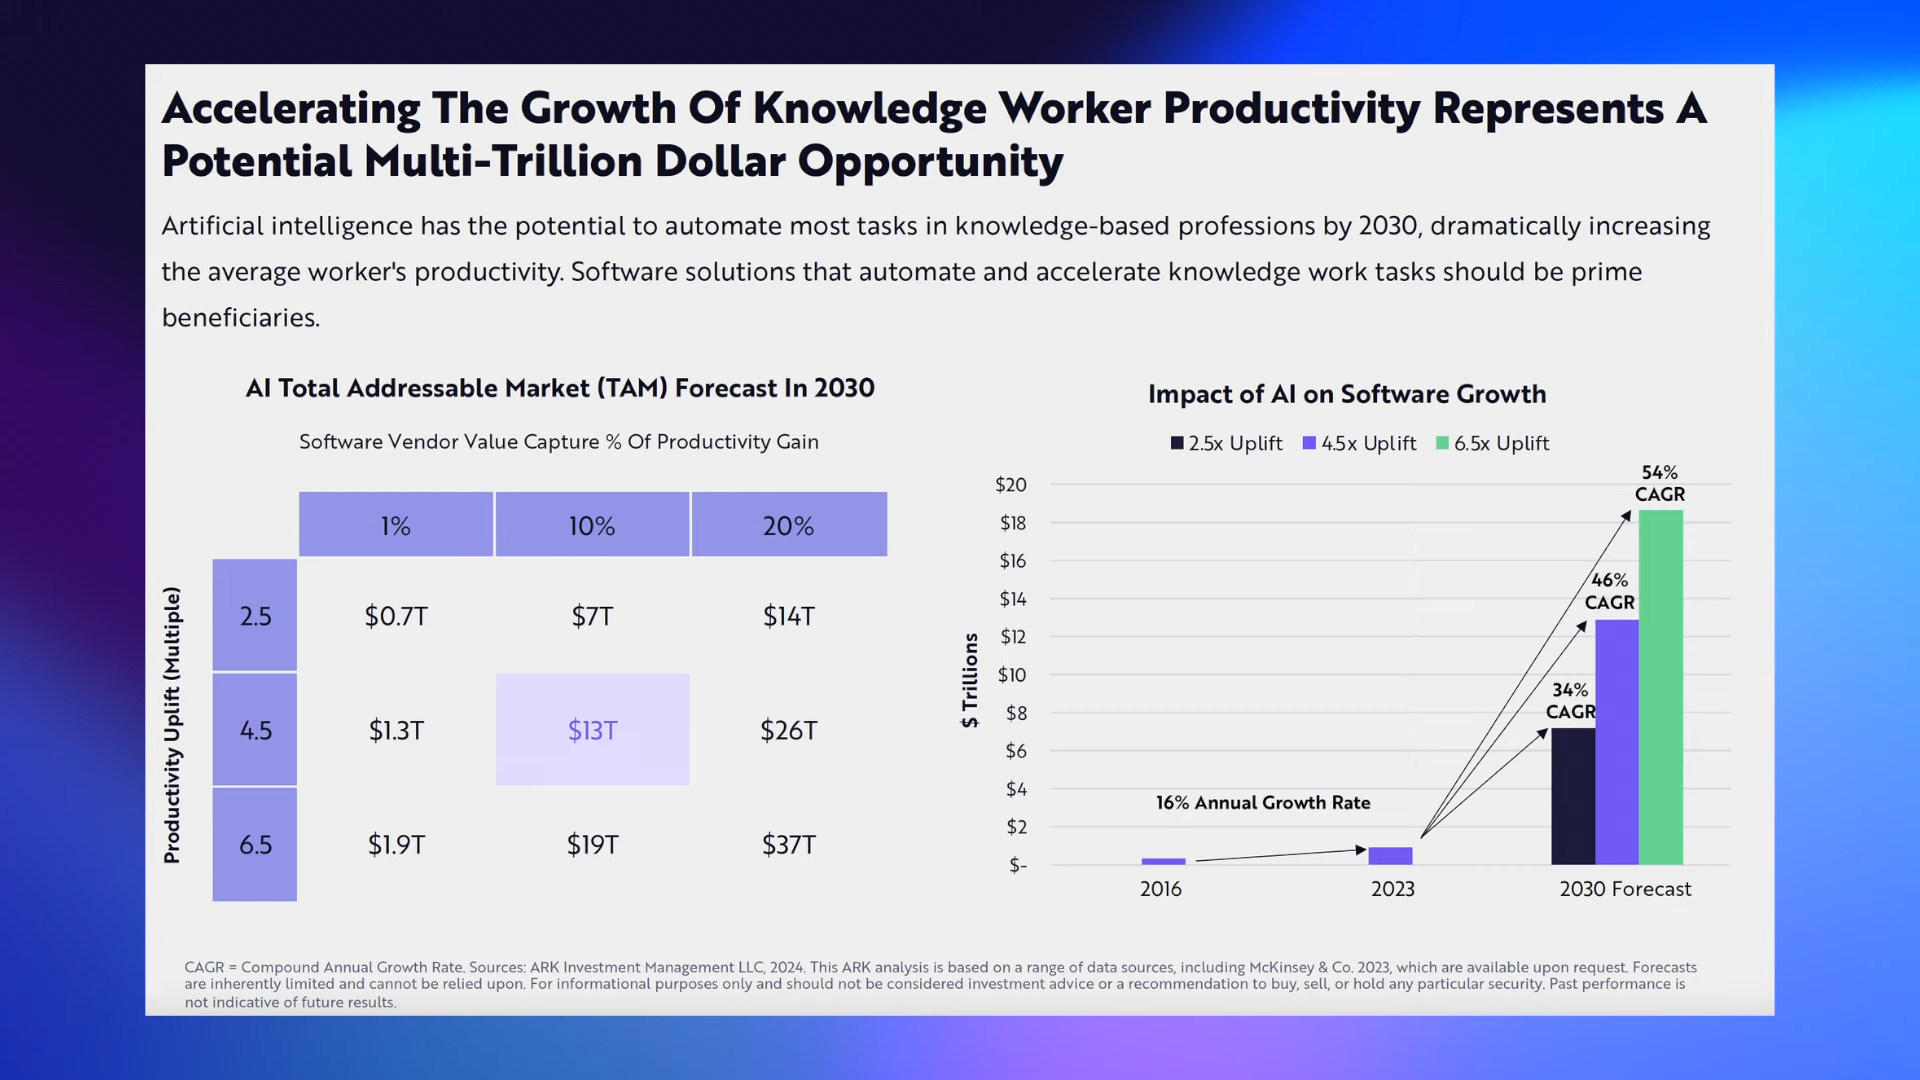 Accelerating The Growth Of Knowledge Worker Productivity Represents A
Potential Multi-Trillion Dollar Opportunity
Artificial intelligence has the potential to automate most tasks in knowledge-based professions by 2030, dramatically increasing
the average worker's productivity. Software solutions that automate and accelerate knowledge work tasks should be prime
beneficiaries.
AI Total Addressable Market (TAM) Forecast In 2030
Software Vendor Value Capture % Of Productivity Gain
1% 10% 20%
Productivity Uplift (Multiple)
2.5 $0.7T $7T $14T
4.5 $1.3T $13T $26T
6.5 $1.9T $19T $37T
Impact of AI on Software Growth
2.5x Uplift 4.5x Uplift 6.5x Uplift
$ Trillions
$20
$18
$16
$14
$12
$10
$8
$6
$4
$2
$-
54%
CAGR
46%
CAGR
34%
CAGR
16% Annual Growth Rate
2016 2023 2030 Forecast
CAGR = Compound Annual Growth Rate. Sources: ARK Investment Management LLC, 2024. This ARK analysis is based on a range of data sources, including McKinsey & Co. 2023, which are available upon request. Forecasts
are inherently limited and cannot be relied upon. For informational purposes only and should not be considered investment advice or a recommendation to buy, sell, or hold any particular security. Past performance is
not indicative of future results.